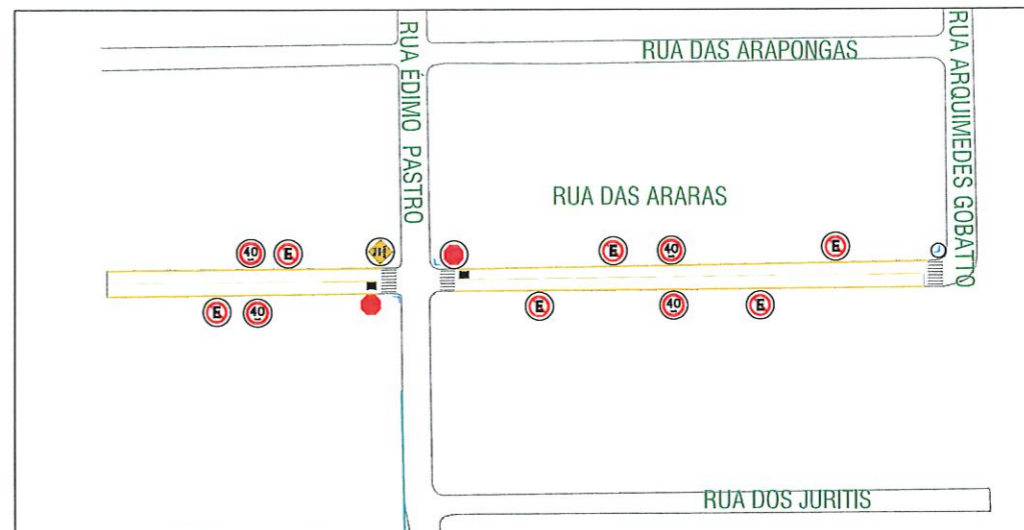 RUA ÉDIMO PASTRO
RUA DAS ARAPONGAS
RUA ARQUIMEDES GOBATTO
RUA DAS ARARAS
40
E
E
40
E
E
40
E
40
E
RUA DOS JURITIS